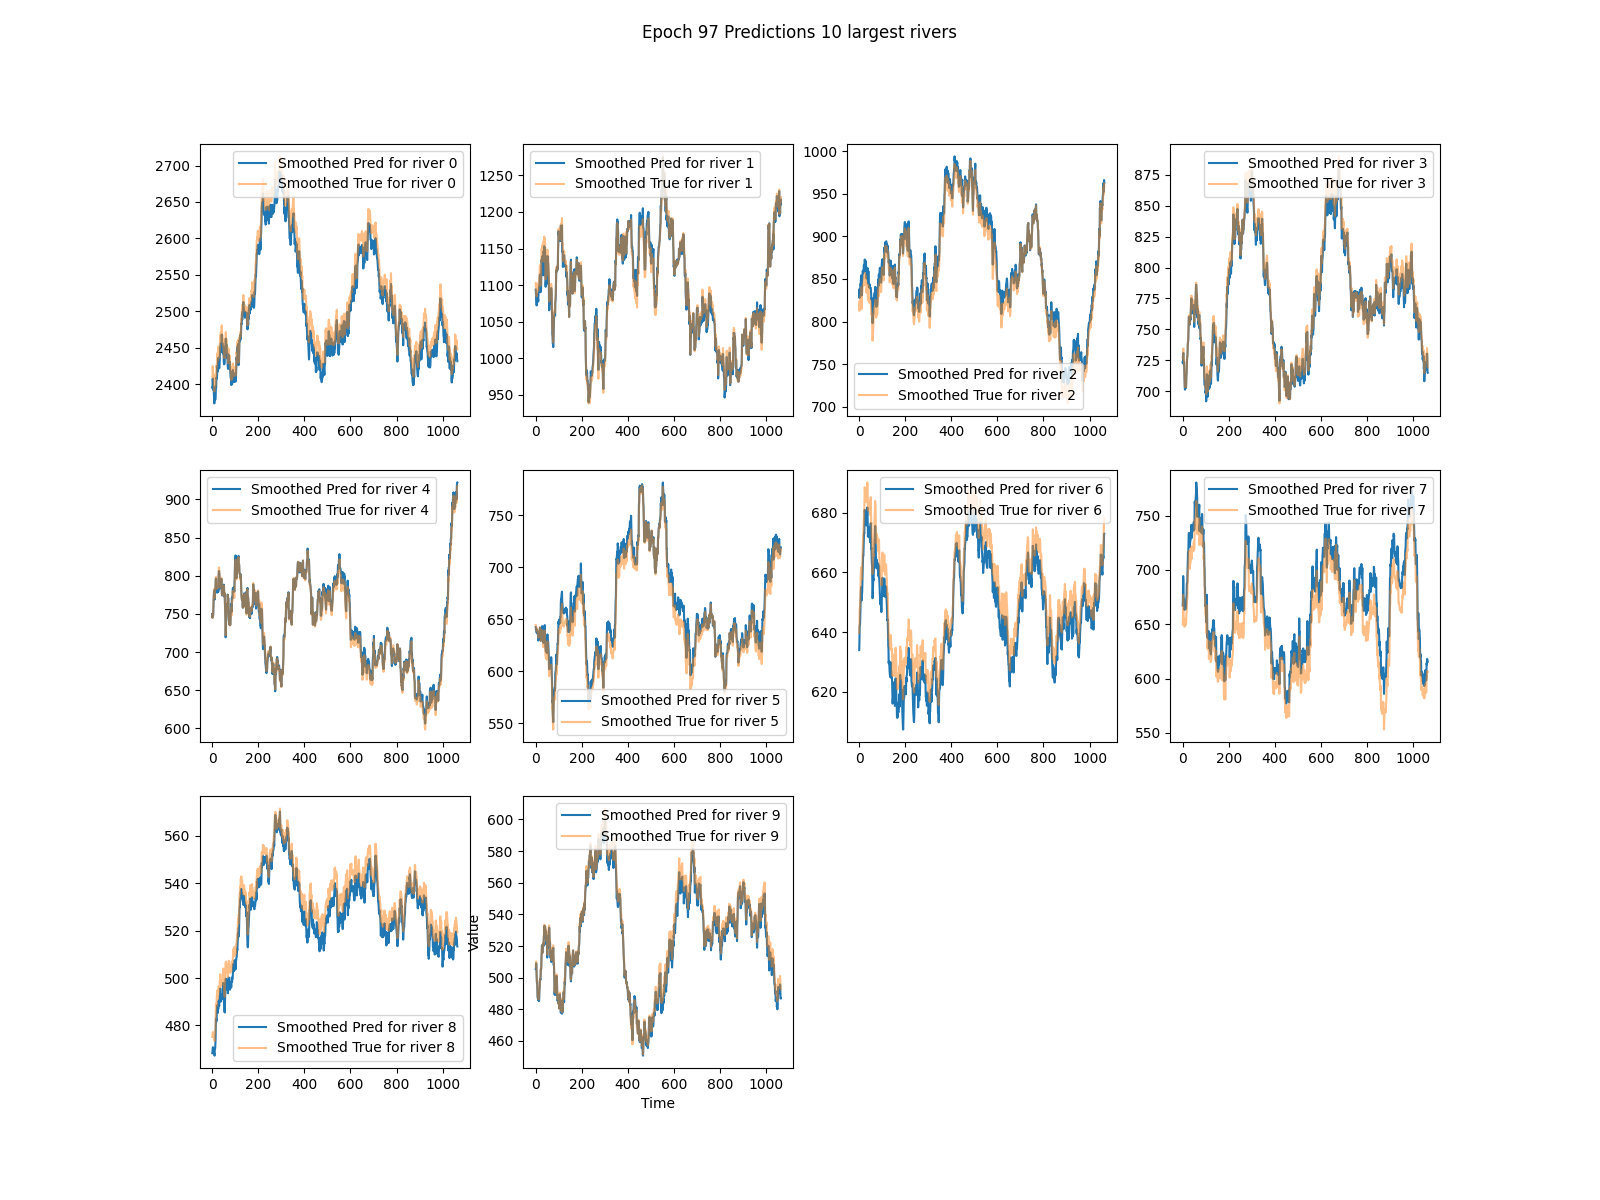 Epoch 97 Predictions 10 largest rivers
Smoothed Pred for river 0
Smoothed True for river 0
2700
2650
2600
2550
2500
2450
2400
0 200 400 600 800 1000
Smoothed Pred for river 1
Smoothed True for river 1
1250
1200
1150
1100
1050
1000
950
0 200 400 600 800 1000
1000
950
900
850
800
750
700
Smoothed Pred for river 2
Smoothed True for river 2
0 200 400 600 800 1000
Smoothed Pred for river 3
Smoothed True for river 3
875
850
825
800
775
750
725
700
0 200 400 600 800 1000
Smoothed Pred for river 4
Smoothed True for river 4
900
850
800
750
700
650
600
0 200 400 600 800 1000
750
700
650
600
550
Smoothed Pred for river 5
Smoothed True for river 5
0 200 400 600 800 1000
Smoothed Pred for river 6
Smoothed True for river 6
680
660
640
620
0 200 400 600 800 1000
Smoothed Pred for river 7
Smoothed True for river 7
750
700
650
600
550
0 200 400 600 800 1000
560
540
520
500
480
Smoothed Pred for river 8
Smoothed True for river 8
0 200 400 600 800 1000
Smoothed Pred for river 9
Smoothed True for river 9
600
580
560
540
520
500
480
460
Value
0 200 400 600 800 1000
Time